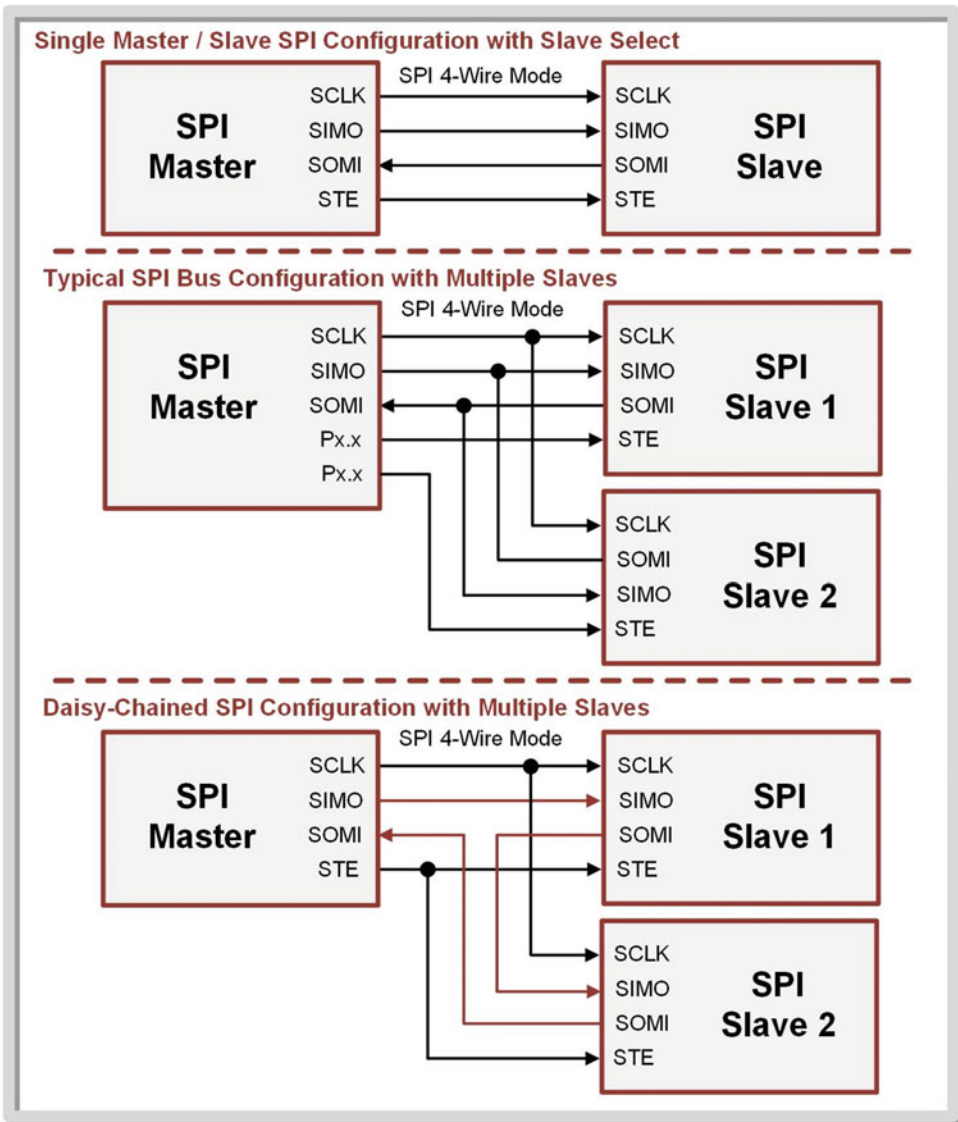 Single Master / Slave SPI Configuration with Slave Select
SPI 4-Wire Mode
SPI
Master
SCLK
SIMO
SOMI
STE
SCLK
SIMO
SOMI
STE
SPI
Slave
Typical SPI Bus Configuration with Multiple Slaves
SPI 4-Wire Mode
SPI
Master
SCLK
SIMO
SOMI
Px.x
Px.x
SCLK
SIMO
SOMI
STE
SPI
Slave 1
SCLK
SOMI
SIMO
STE
SPI
Slave 2
Daisy-Chained SPI Configuration with Multiple Slaves
SPI 4-Wire Mode
SPI
Master
SCLK
SIMO
SOMI
STE
SCLK
SIMO
SOMI
STE
SPI
Slave 1
SCLK
SIMO
SOMI
STE
SPI
Slave 2